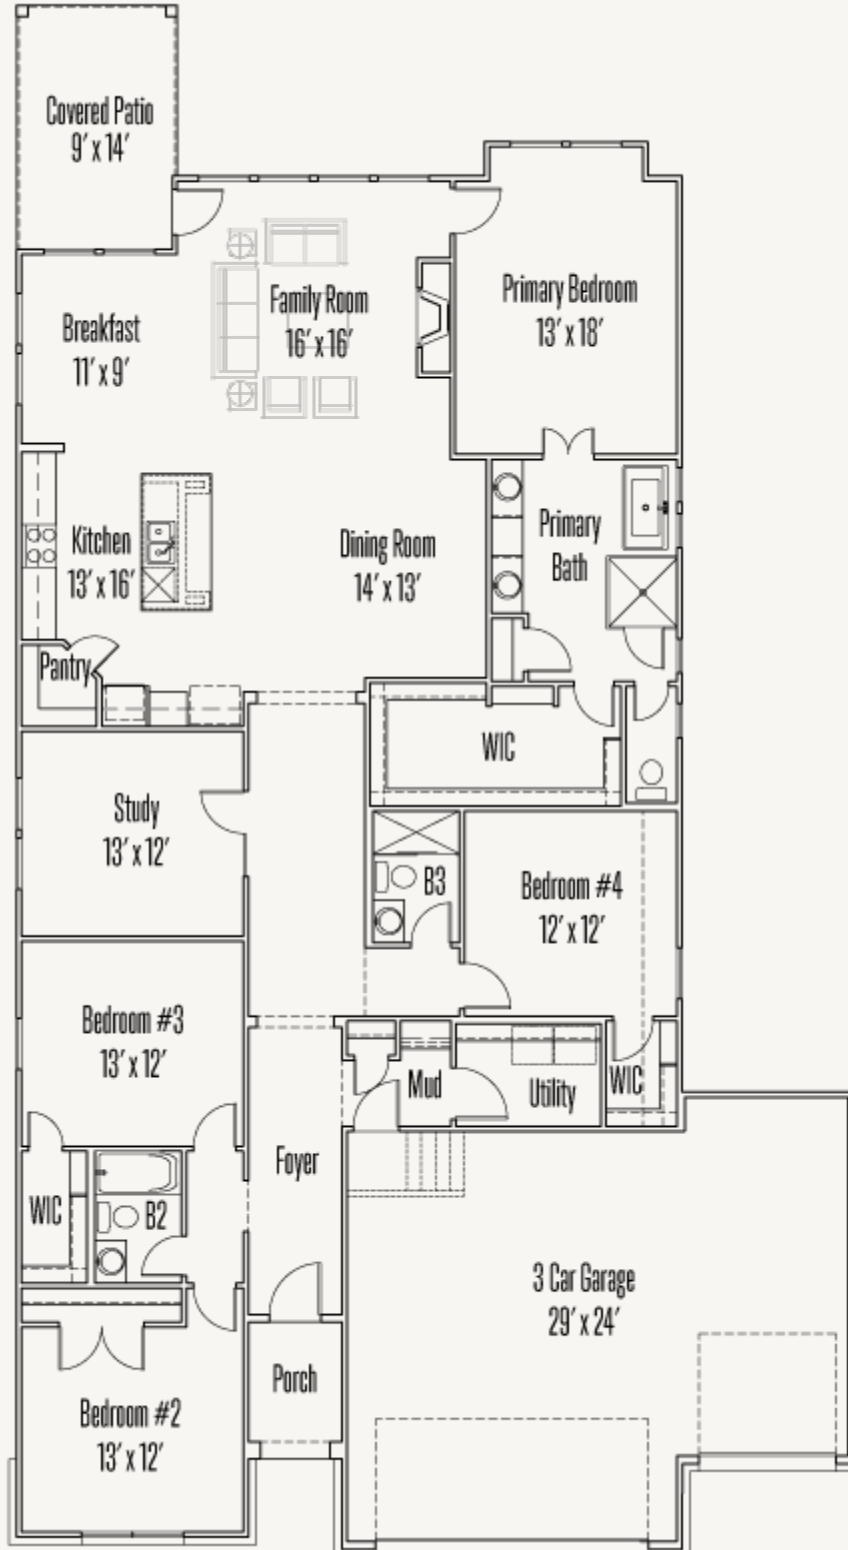 Covered Patio
9' x 14'
Primary Bedroom
13' x 18'
Family Room
16' x 16'
Breakfast
11' x 9'
Kitchen
13' x 16'
Dining Room
14' x 13'
Primary
Bath
Pantry
WIC
Study
13' x 12'
B3
Bedroom #4
12' x 12'
Bedroom #3
13' x 12'
Mud
Utility
WIC
Foyer
WIC
B2
3 Car Garage
29' x 24'
Porch
Bedroom #2
13' x 12'